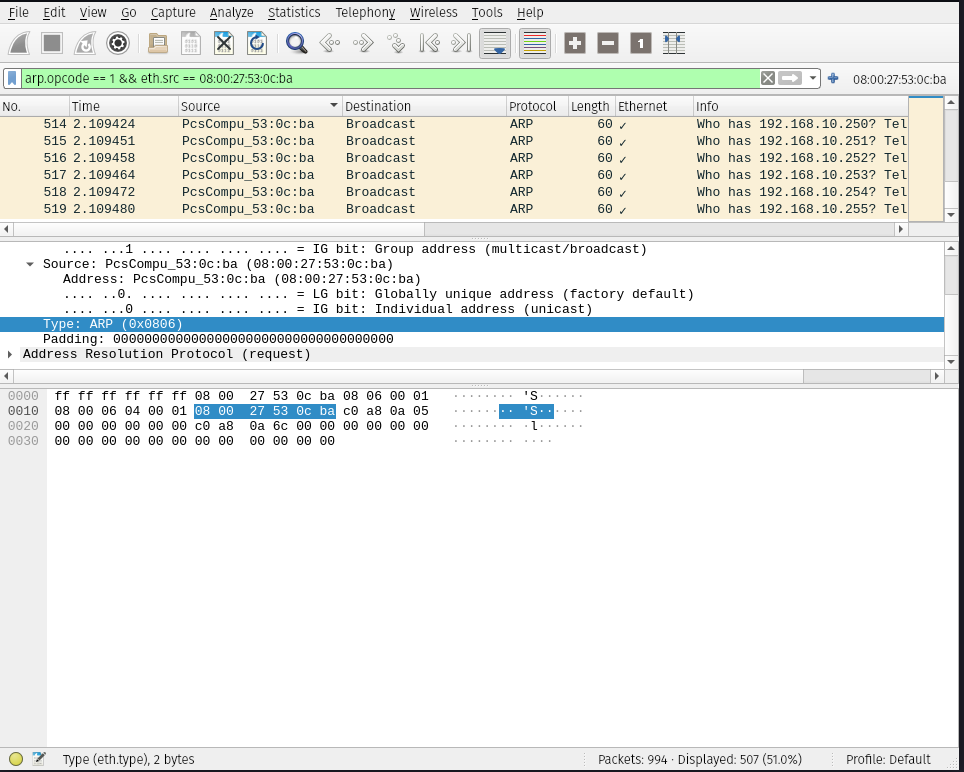 File Edit View Go Capture Analyze Statistics Telephony Wireless Tools Help
arp.opcode == 1 && eth.src == 08:00:27:53:0c:ba 08:00:27:53:0c:ba
No. Time Source Destination Protocol Length Ethernet Info
514 2.109424 PcsCompu_53:0c:ba Broadcast ARP 60 ✓ Who has 192.168.10.250? Tel
515 2.109451 PcsCompu_53:0c:ba Broadcast ARP 60 ✓ Who has 192.168.10.251? Tel
516 2.109458 PcsCompu_53:0c:ba Broadcast ARP 60 ✓ Who has 192.168.10.252? Tel
517 2.109464 PcsCompu_53:0c:ba Broadcast ARP 60 ✓ Who has 192.168.10.253? Tel
518 2.109472 PcsCompu_53:0c:ba Broadcast ARP 60 ✓ Who has 192.168.10.254? Tel
519 2.109480 PcsCompu_53:0c:ba Broadcast ARP 60 ✓ Who has 192.168.10.255? Tel
.... ...1 .... .... .... .... = IG bit: Group address (multicast/broadcast)
Source: PcsCompu_53:0c:ba (08:00:27:53:0c:ba)
Address: PcsCompu_53:0c:ba (08:00:27:53:0c:ba)
.... ..0. .... .... .... .... = LG bit: Globally unique address (factory default)
.... ...0 .... .... .... .... = IG bit: Individual address (unicast)
Type: ARP (0x0806)
Padding: 000000000000000000000000000000000000
Address Resolution Protocol (request)
0000 ff ff ff ff ff ff 08 00 27 53 0c ba 08 06 00 01 ········ 'S······
0010 08 00 06 04 00 01 08 00 27 53 0c ba c0 a8 0a 05 ········ 'S······
0020 00 00 00 00 00 00 c0 a8 0a 6c 00 00 00 00 00 00 ········ ·l······
0030 00 00 00 00 00 00 00 00 00 00 00 00 ········ ····
Type (eth.type), 2 bytes Packets: 994 · Displayed: 507 (51.0%) Profile: Default